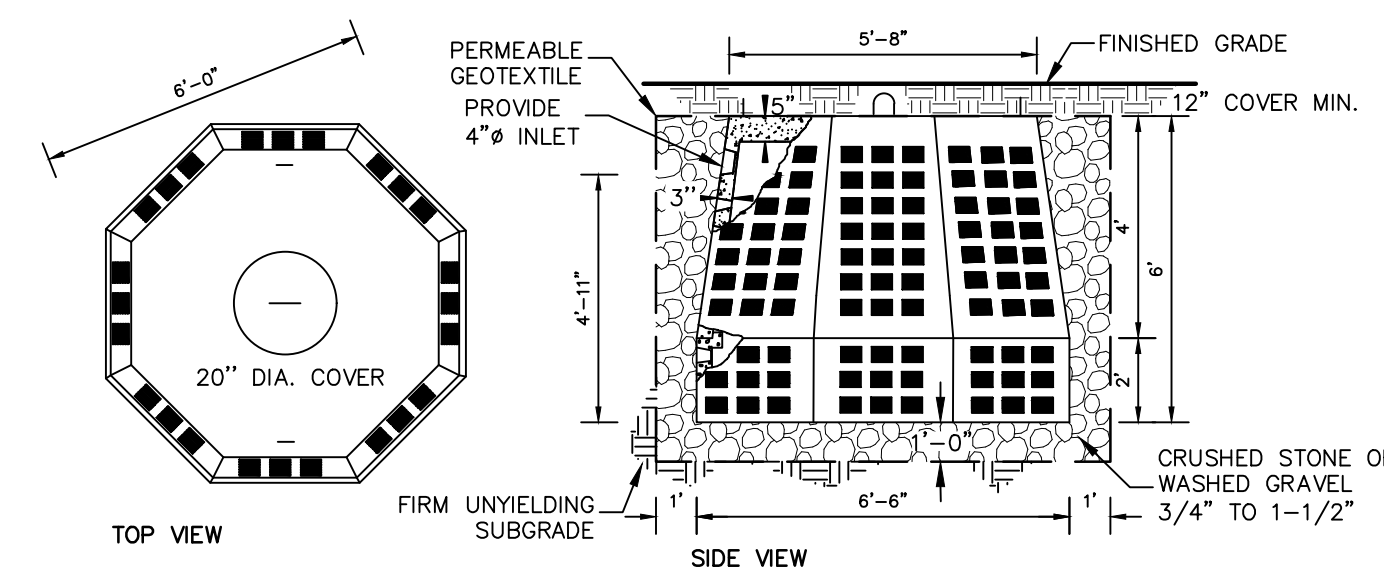 6'-0"
20" DIA. COVER
TOP VIEW
PERMEABLE
GEOTEXTILE
PROVIDE
4"ø INLET
5'-8"
FINISHED GRADE
12" COVER MIN.
5"
3"
4'-11"
4'
6'
2'
1'-0"
FIRM UNYIELDING
SUBGRADE
1'
6'-6"
1'
CRUSHED STONE
WASHED GRAVEL
3/4" TO 1-1/2"
SIDE VIEW